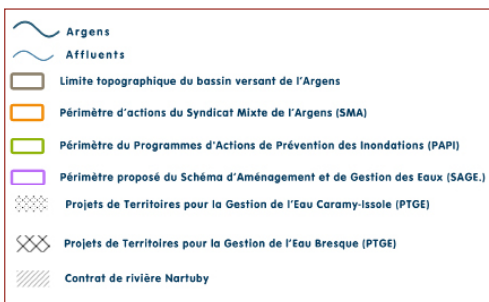 Argens
Affluents
Limite topographique du bassin versant de l'Argens
Périmètre d'actions du Syndicat Mixte de l'Argens (SMA)
Périmètre du Programmes d'Actions de Prévention des Inondations (PAPI)
Périmètre proposé du Schéma d'Aménagement et de Gestion des Eaux (SAGE.)
Projets de Territoires pour la Gestion de l'Eau Caramy-Issole (PTGE)
Projets de Territoires pour la Gestion de l'Eau Bresque (PTGE)
Contrat de rivière Nartuby